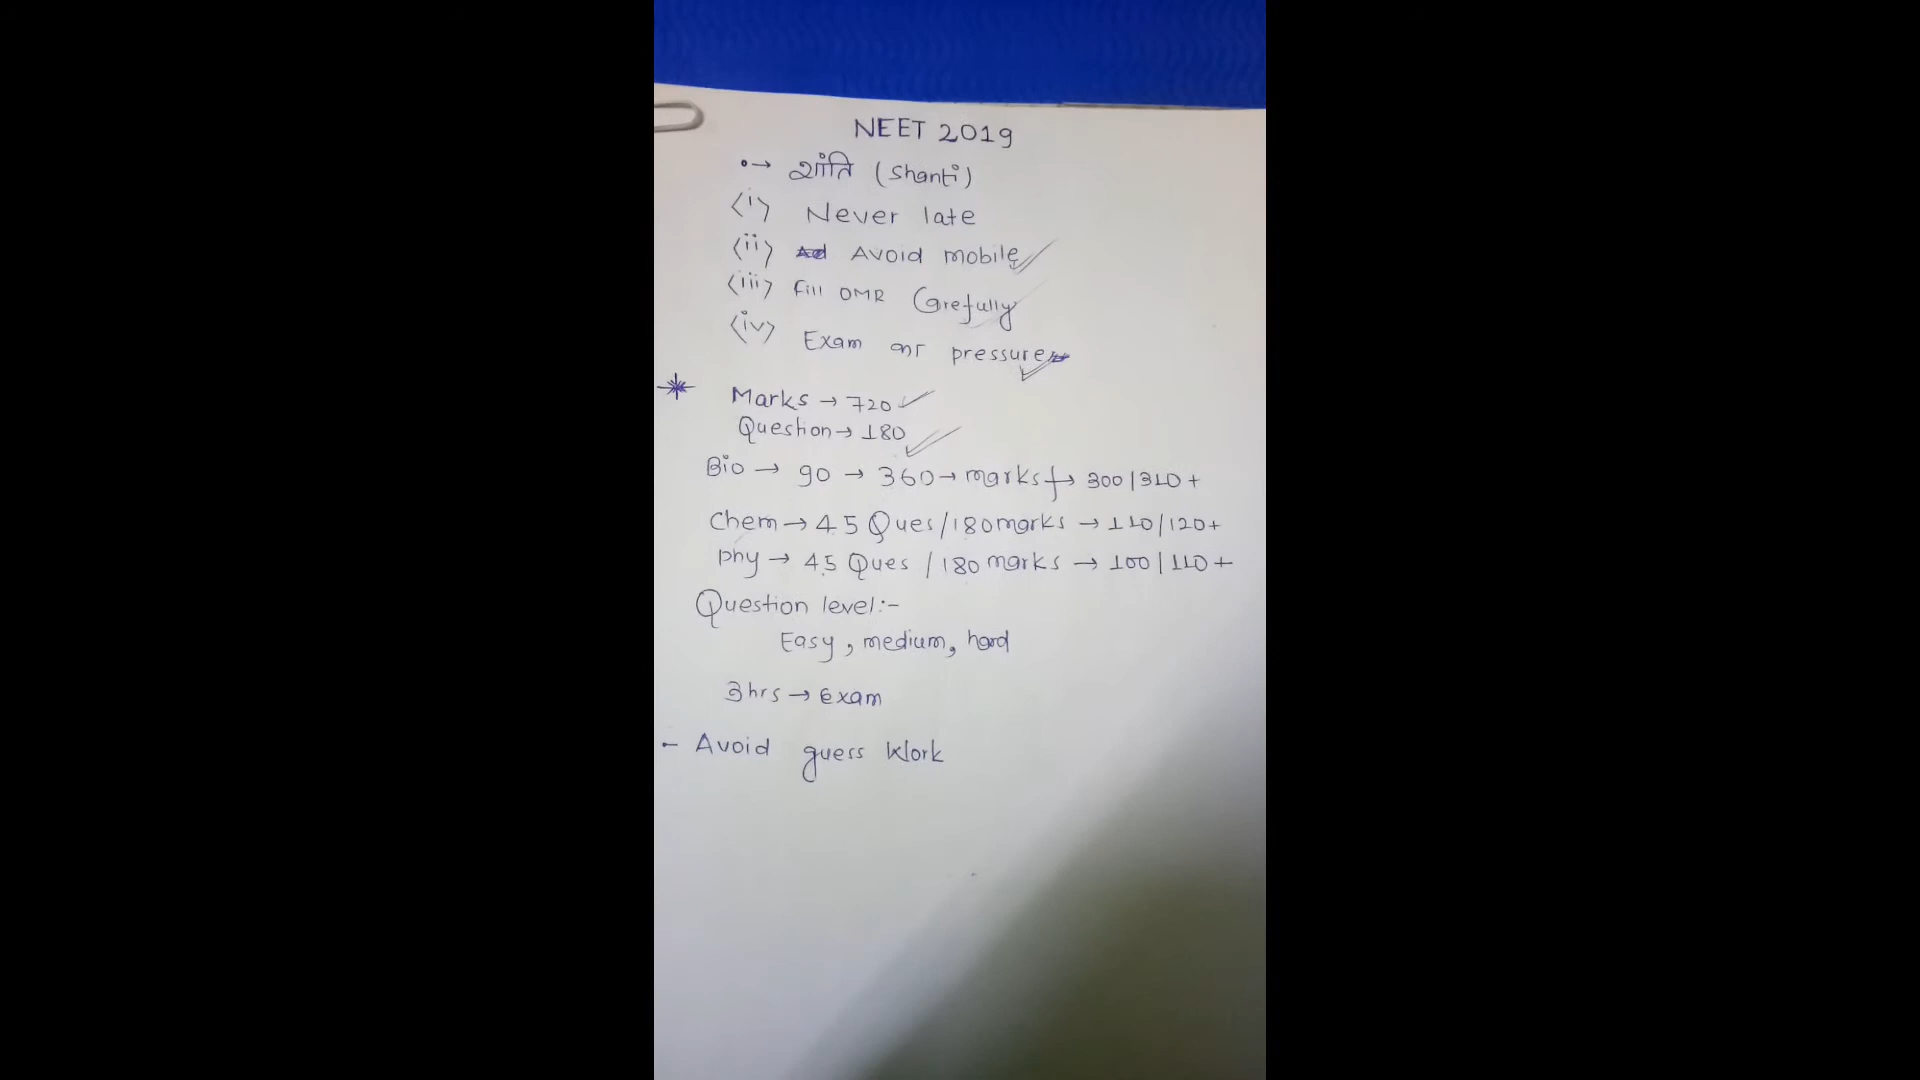 NEET 2019
•→ शांति (Shanti)
<i> Never late
<ii> Avoid mobile
<iii> Fill OMR Carefully
<iv> Exam का pressure
* Marks → 720
Question → 180
Bio → 90 → 360 → marks → 300/310+
Chem → 45 Ques/180 marks → 110/120+
Phy → 45 Ques / 180 marks → 100/110+
Question level:-
Easy, medium, hard
3hrs → exam
- Avoid guess work